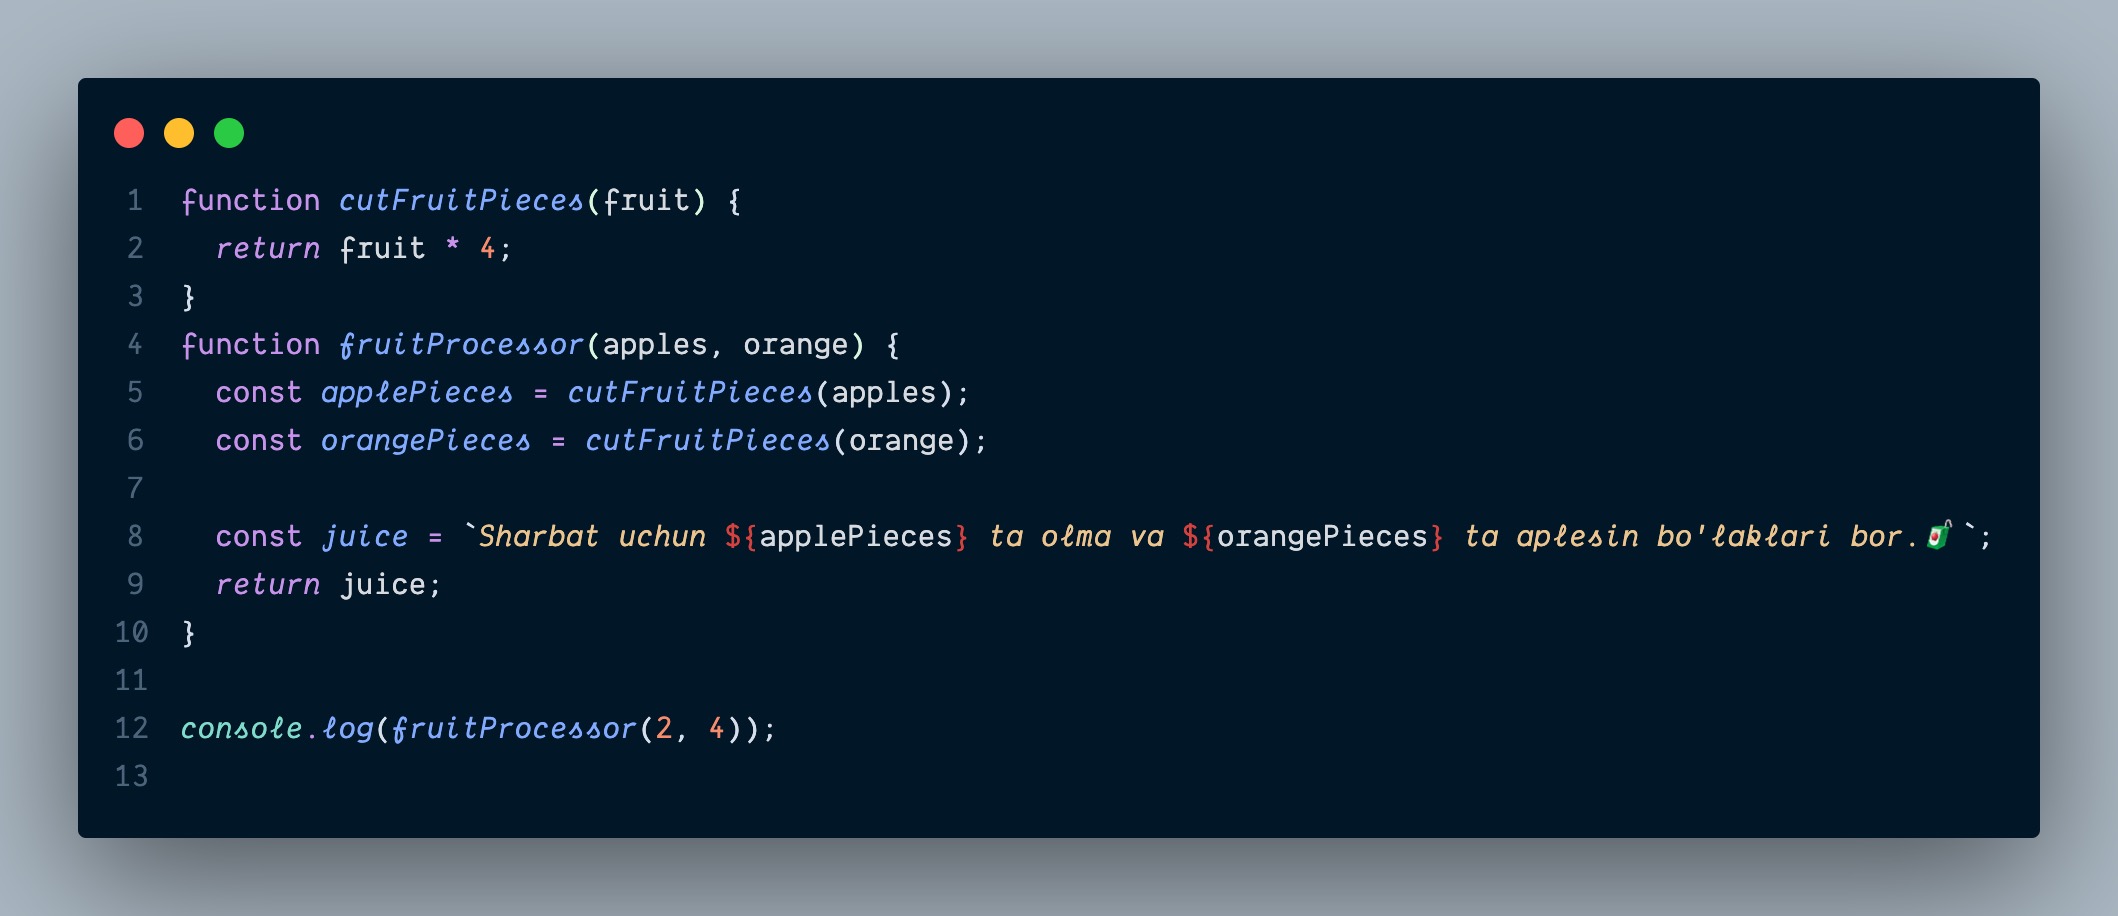 1 function cutFruitPieces(fruit) {
2   return fruit * 4;
3 }
4 function fruitProcessor(apples, orange) {
5   const applePieces = cutFruitPieces(apples);
6   const orangePieces = cutFruitPieces(orange);
7
8   const juice = `Sharbat uchun ${applePieces} ta olma va ${orangePieces} ta aplesin bo'laklari bor.🧃`;
9   return juice;
10 }
11
12 console.log(fruitProcessor(2, 4));
13